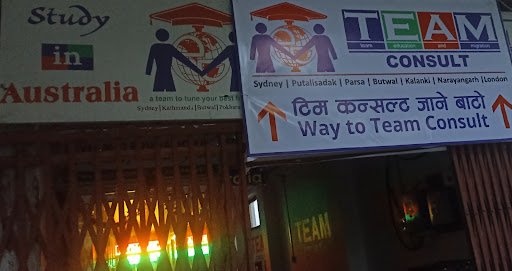 Study
in
Australia
a team to tune your best f
Sydney | Kathmandu | Butwal | Pokhara
TEAM
team education and migration
CONSULT
Sydney | Putalisadak | Parsa | Butwal | Kalanki | Narayangarh | London
टिम कन्सल्ट जाने बाटो
Way to Team Consult
TEAM